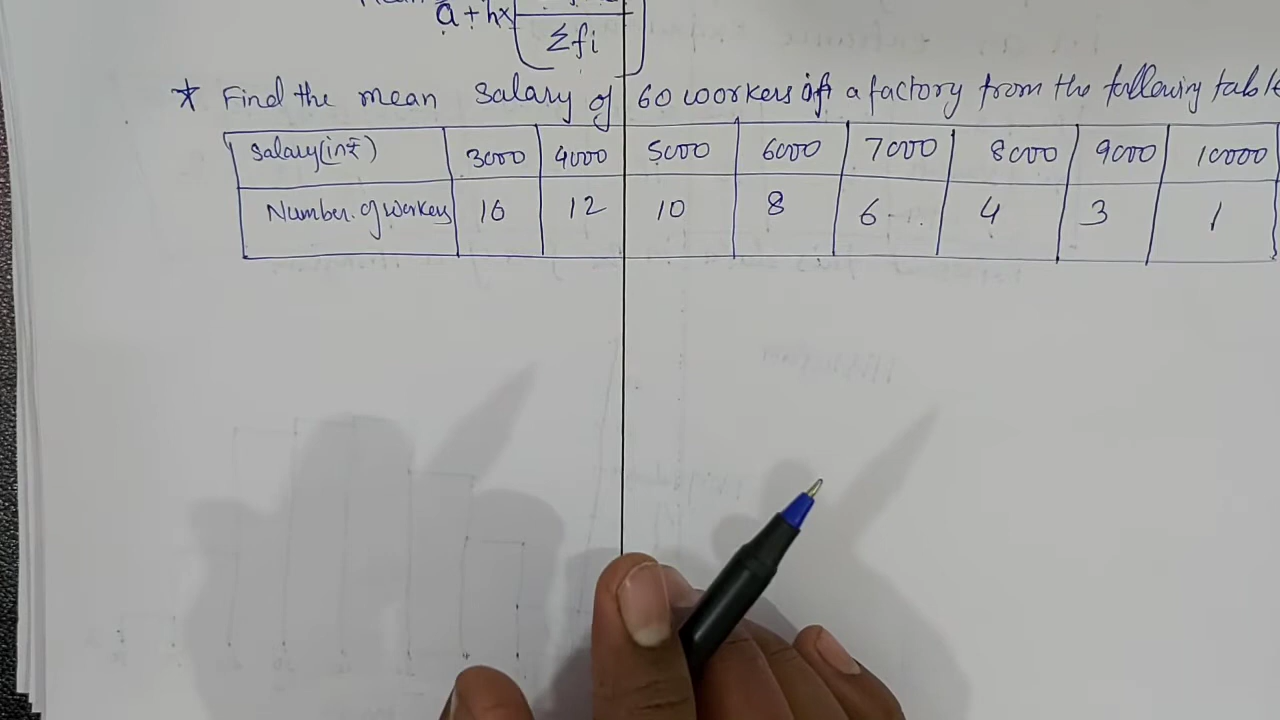 a + hx
Σfi
* Find the mean salary of 60 workers of a factory from the following table
Salary(in₹) 3000 4000 5000 6000 7000 8000 9000 10000
Number. of workers 16 12 10 8 6 4 3 1